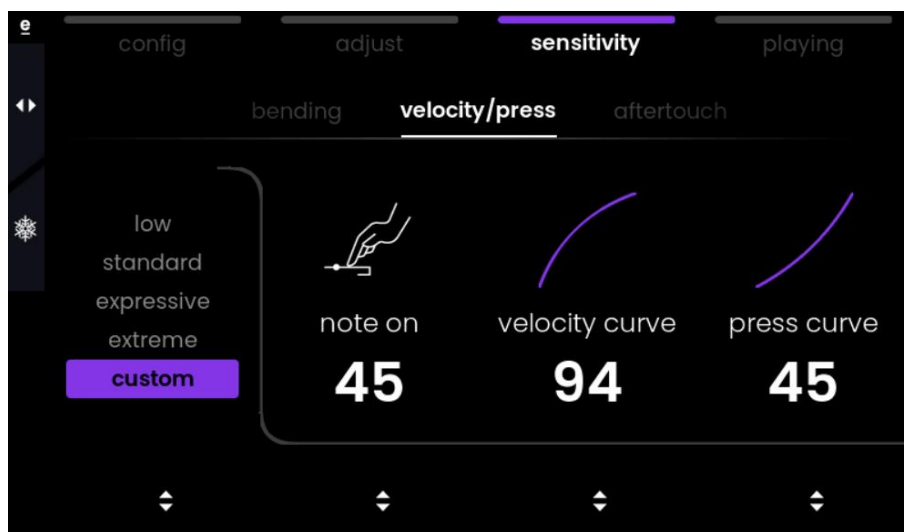 e
config adjust sensitivity playing
bending velocity/press aftertouch
low
standard
expressive
extreme
custom
note on velocity curve press curve
45 94 45